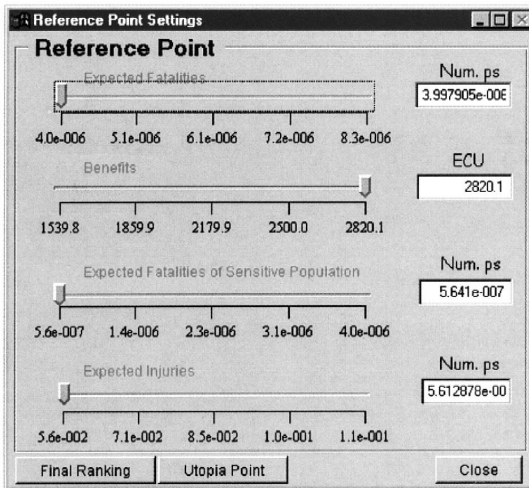 Reference Point Settings
Reference Point
Expected Fatalities
Num. ps
3.997905e-006
4.0e-006 5.1e-006 6.1e-006 7.2e-006 8.3e-006
Benefits
ECU
2820.1
1539.8 1859.9 2179.9 2500.0 2820.1
Expected Fatalities of Sensitive Population
Num. ps
5.641e-007
5.6e-007 1.4e-006 2.3e-006 3.1e-006 4.0e-006
Expected Injuries
Num. ps
5.612878e-00
5.6e-002 7.1e-002 8.5e-002 1.0e-001 1.1e-001
Final Ranking Utopia Point Close